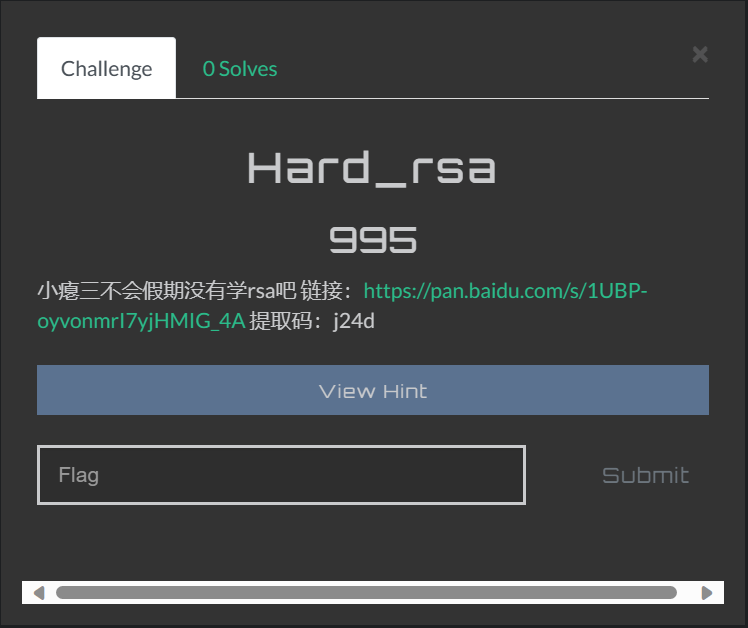 Challenge
0 Solves
×
Hard_rsa
995
小瘪三不会假期没有学rsa吧 链接：https://pan.baidu.com/s/1UBP-
oyvonmrI7yjHMIG_4A 提取码：j24d
View Hint
Flag
Submit